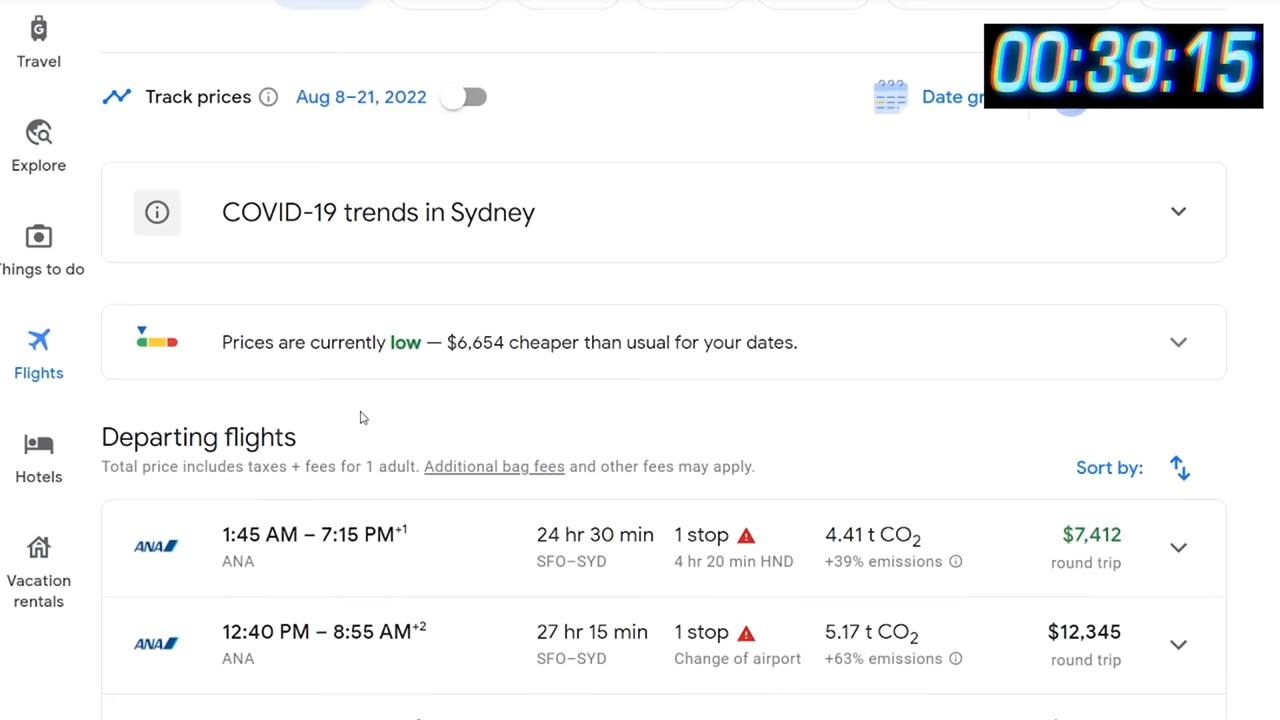 00:39:15
Travel
Track prices
Aug 8–21, 2022
Date gr
Explore
COVID-19 trends in Sydney
Things to do
Prices are currently low — $6,654 cheaper than usual for your dates.
Flights
Departing flights
Total price includes taxes + fees for 1 adult. Additional bag fees and other fees may apply.
Sort by:
Hotels
ANA
1:45 AM – 7:15 PM+1
24 hr 30 min
1 stop
4.41 t CO2
$7,412
ANA
SFO–SYD
4 hr 20 min HND
+39% emissions
round trip
Vacation
rentals
ANA
12:40 PM – 8:55 AM+2
27 hr 15 min
1 stop
5.17 t CO2
$12,345
ANA
SFO–SYD
Change of airport
+63% emissions
round trip